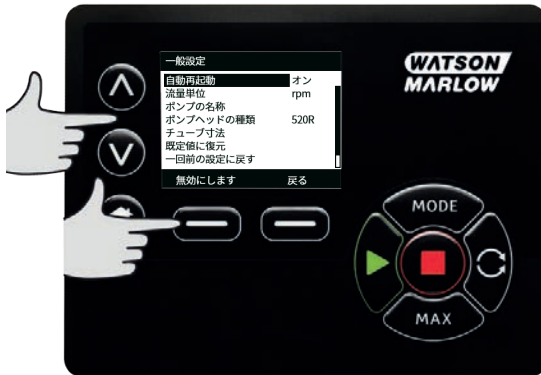 一般設定
自動再起動 オン
流量単位 rpm
ポンプの名称
ポンプヘッドの種類 520R
チューブ寸法
既定値に復元
一回前の設定に戻す
無効にします 戻る
WATSON
MARLOW
MODE
MAX